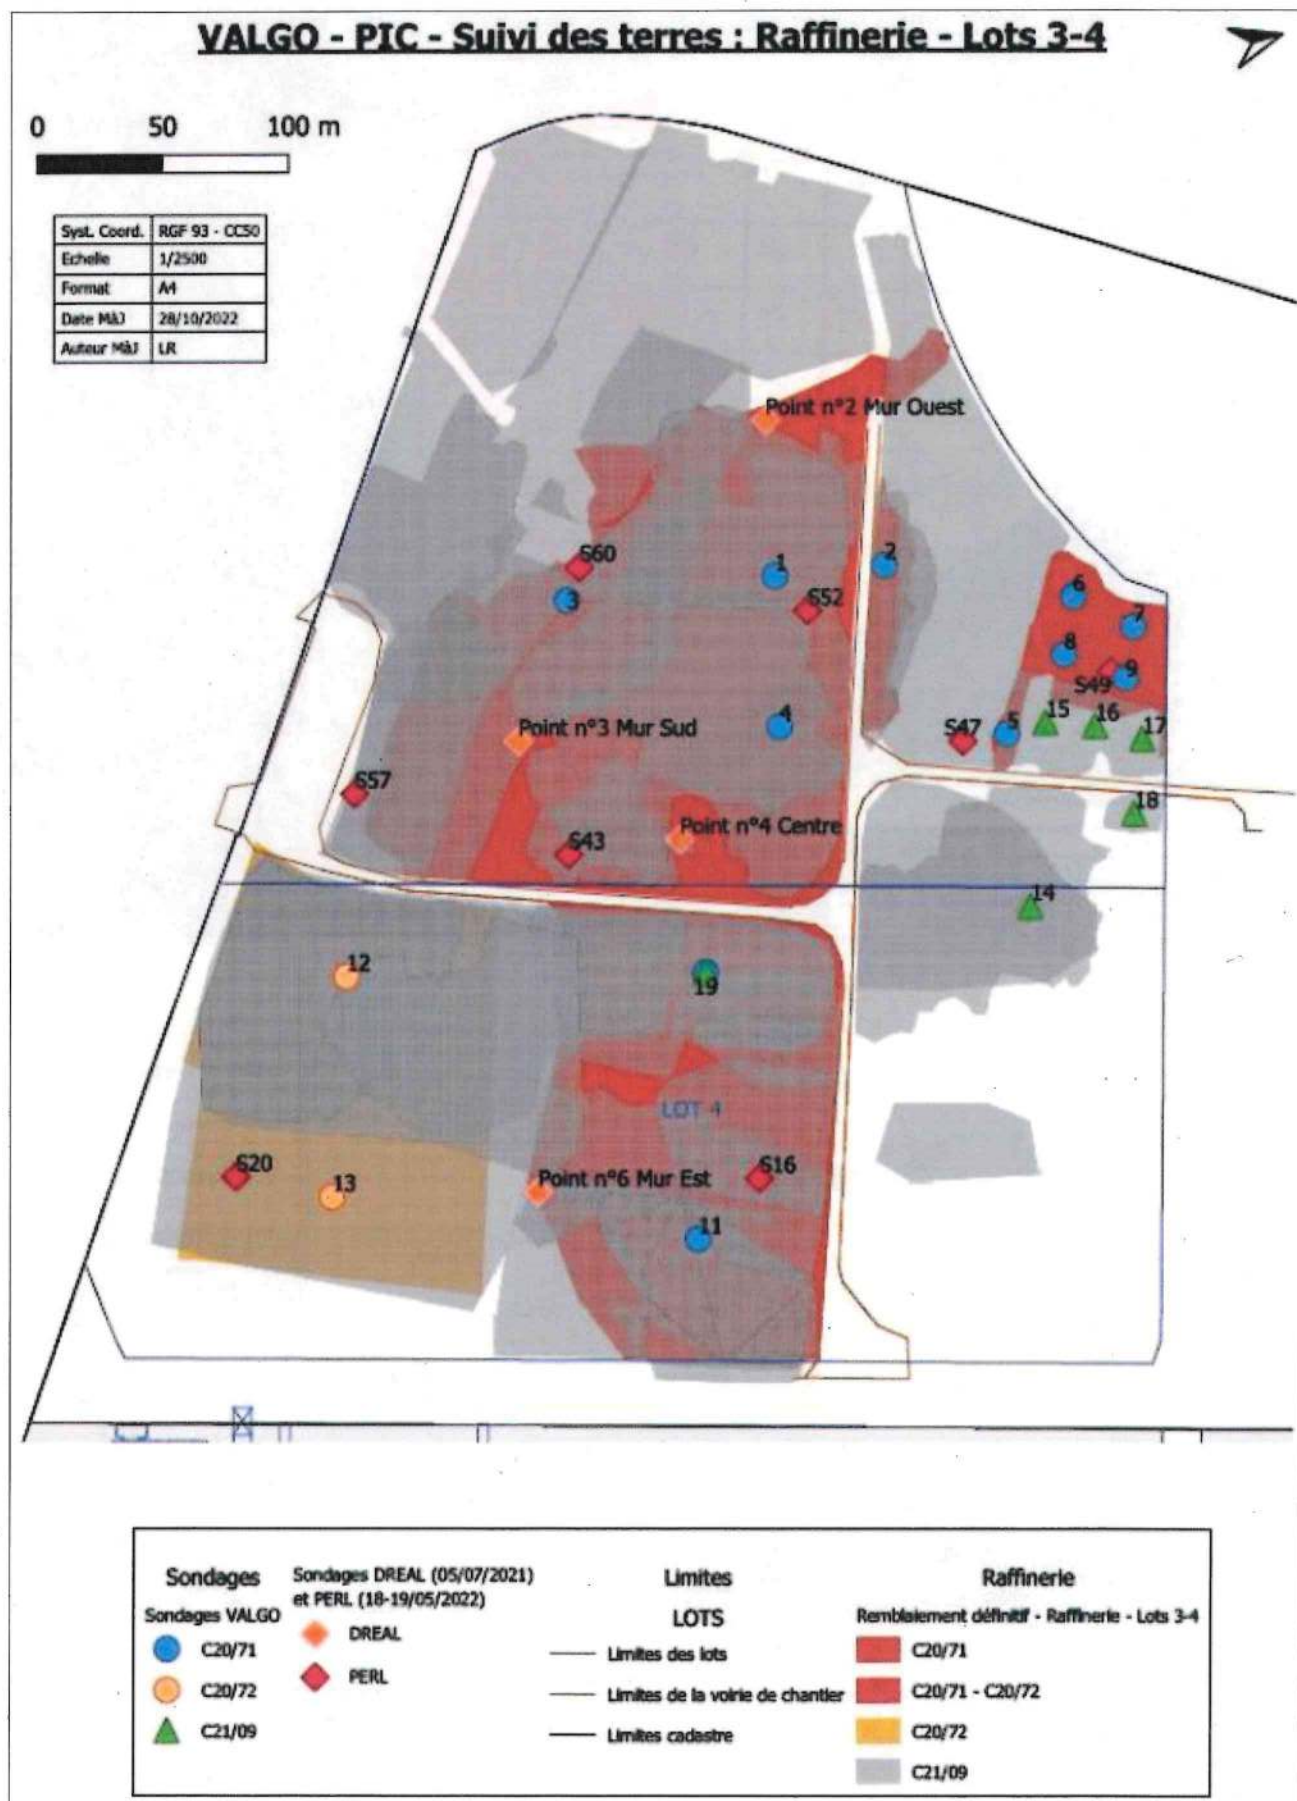 VALGO - PIC - Suivi des terres : Raffinerie - Lots 3-4
0 50 100 m
Syst. Coord. RGF 93 - CC50
Echelle 1/2500
Format A4
Date MàJ 28/10/2022
Auteur MàJ LR
Point n°2 Mur Ouest
S60
1
2
3
S52
6
7
8
9
S49
4
5
15
16
17
S47
Point n°3 Mur Sud
S57
18
Point n°4 Centre
S43
14
12
19
LOT 4
S20
13
Point n°6 Mur Est
S16
11
Sondages
Sondages VALGO
C20/71
C20/72
C21/09
Sondages DREAL (05/07/2021)
et PERL (18-19/05/2022)
DREAL
PERL
Limites
LOTS
Limites des lots
Limites de la voirie de chantier
Limites cadastre
Raffinerie
Remblaiement définitif - Raffinerie - Lots 3-4
C20/71
C20/71 - C20/72
C20/72
C21/09